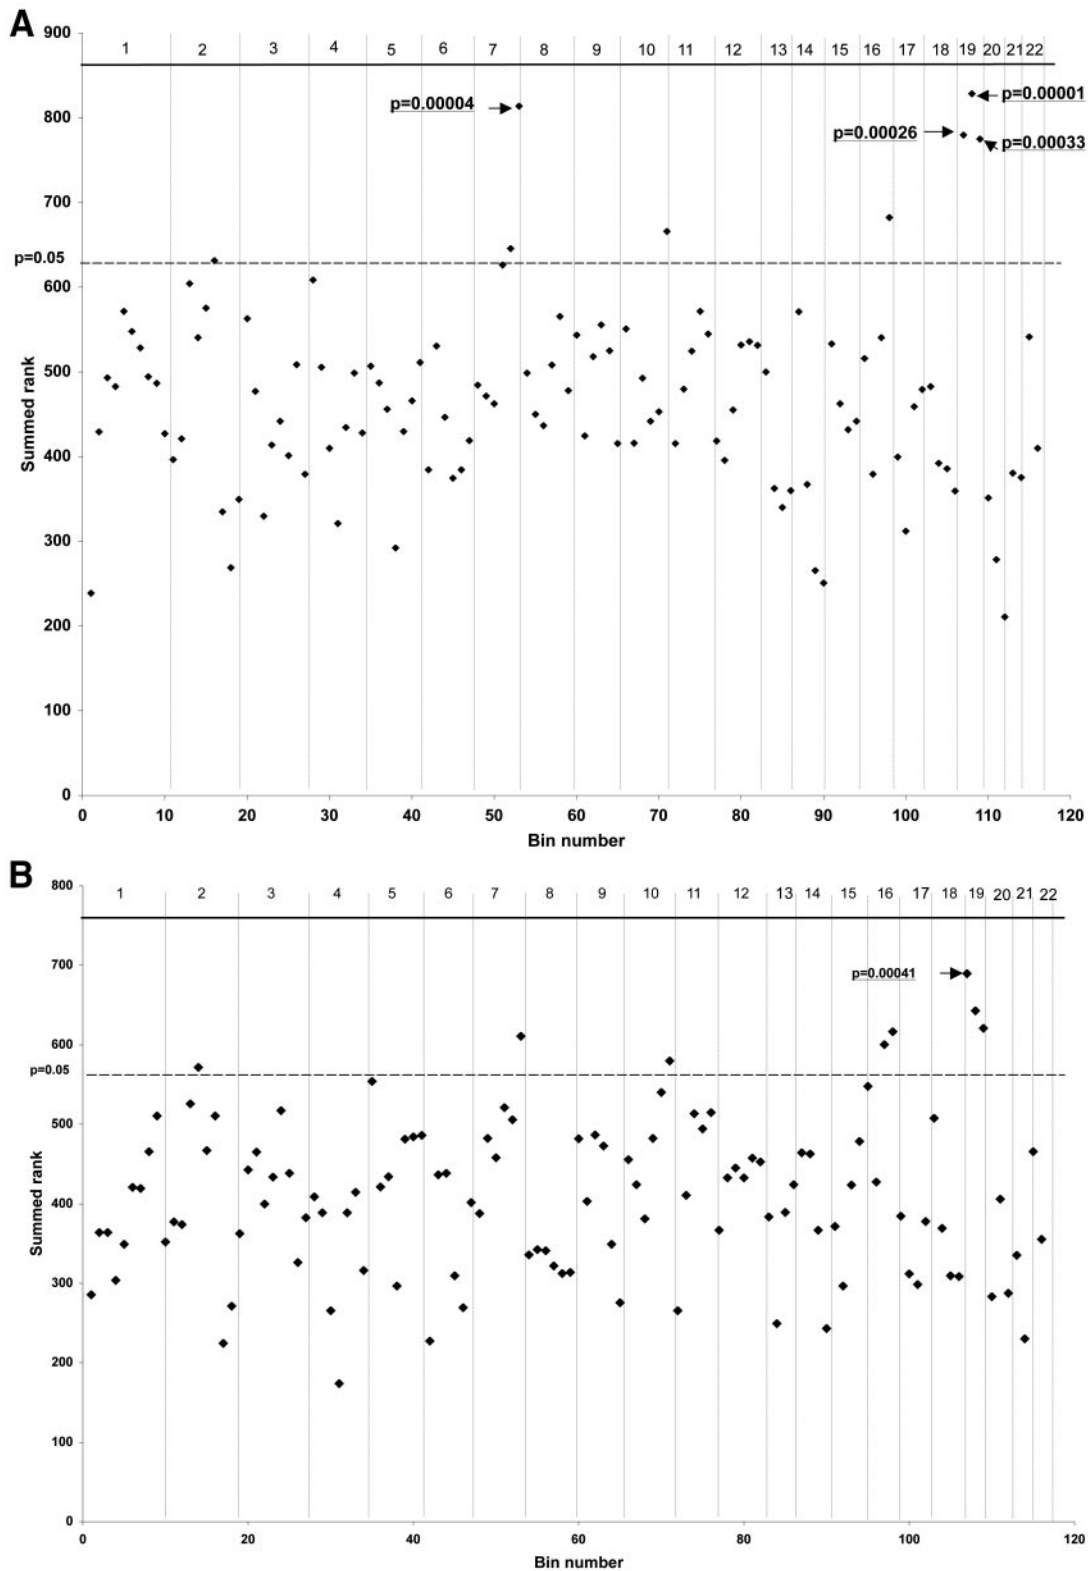 A
900
1 2 3 4 5 6 7 8 9 10 11 12 13 14 15 16 17 18 19 20 21 22
p=0.00004
p=0.00001
800
p=0.00026
p=0.00033
700
p=0.05
600
500
Summed rank
400
300
200
100
0
0 10 20 30 40 50 60 70 80 90 100 110 120
Bin number
B
800
1 2 3 4 5 6 7 8 9 10 11 12 13 14 15 16 17 18 19 20 21 22
700
p=0.00041
600
p=0.05
500
400
Summed rank
300
200
100
0
0 20 40 60 80 100 120
Bin number